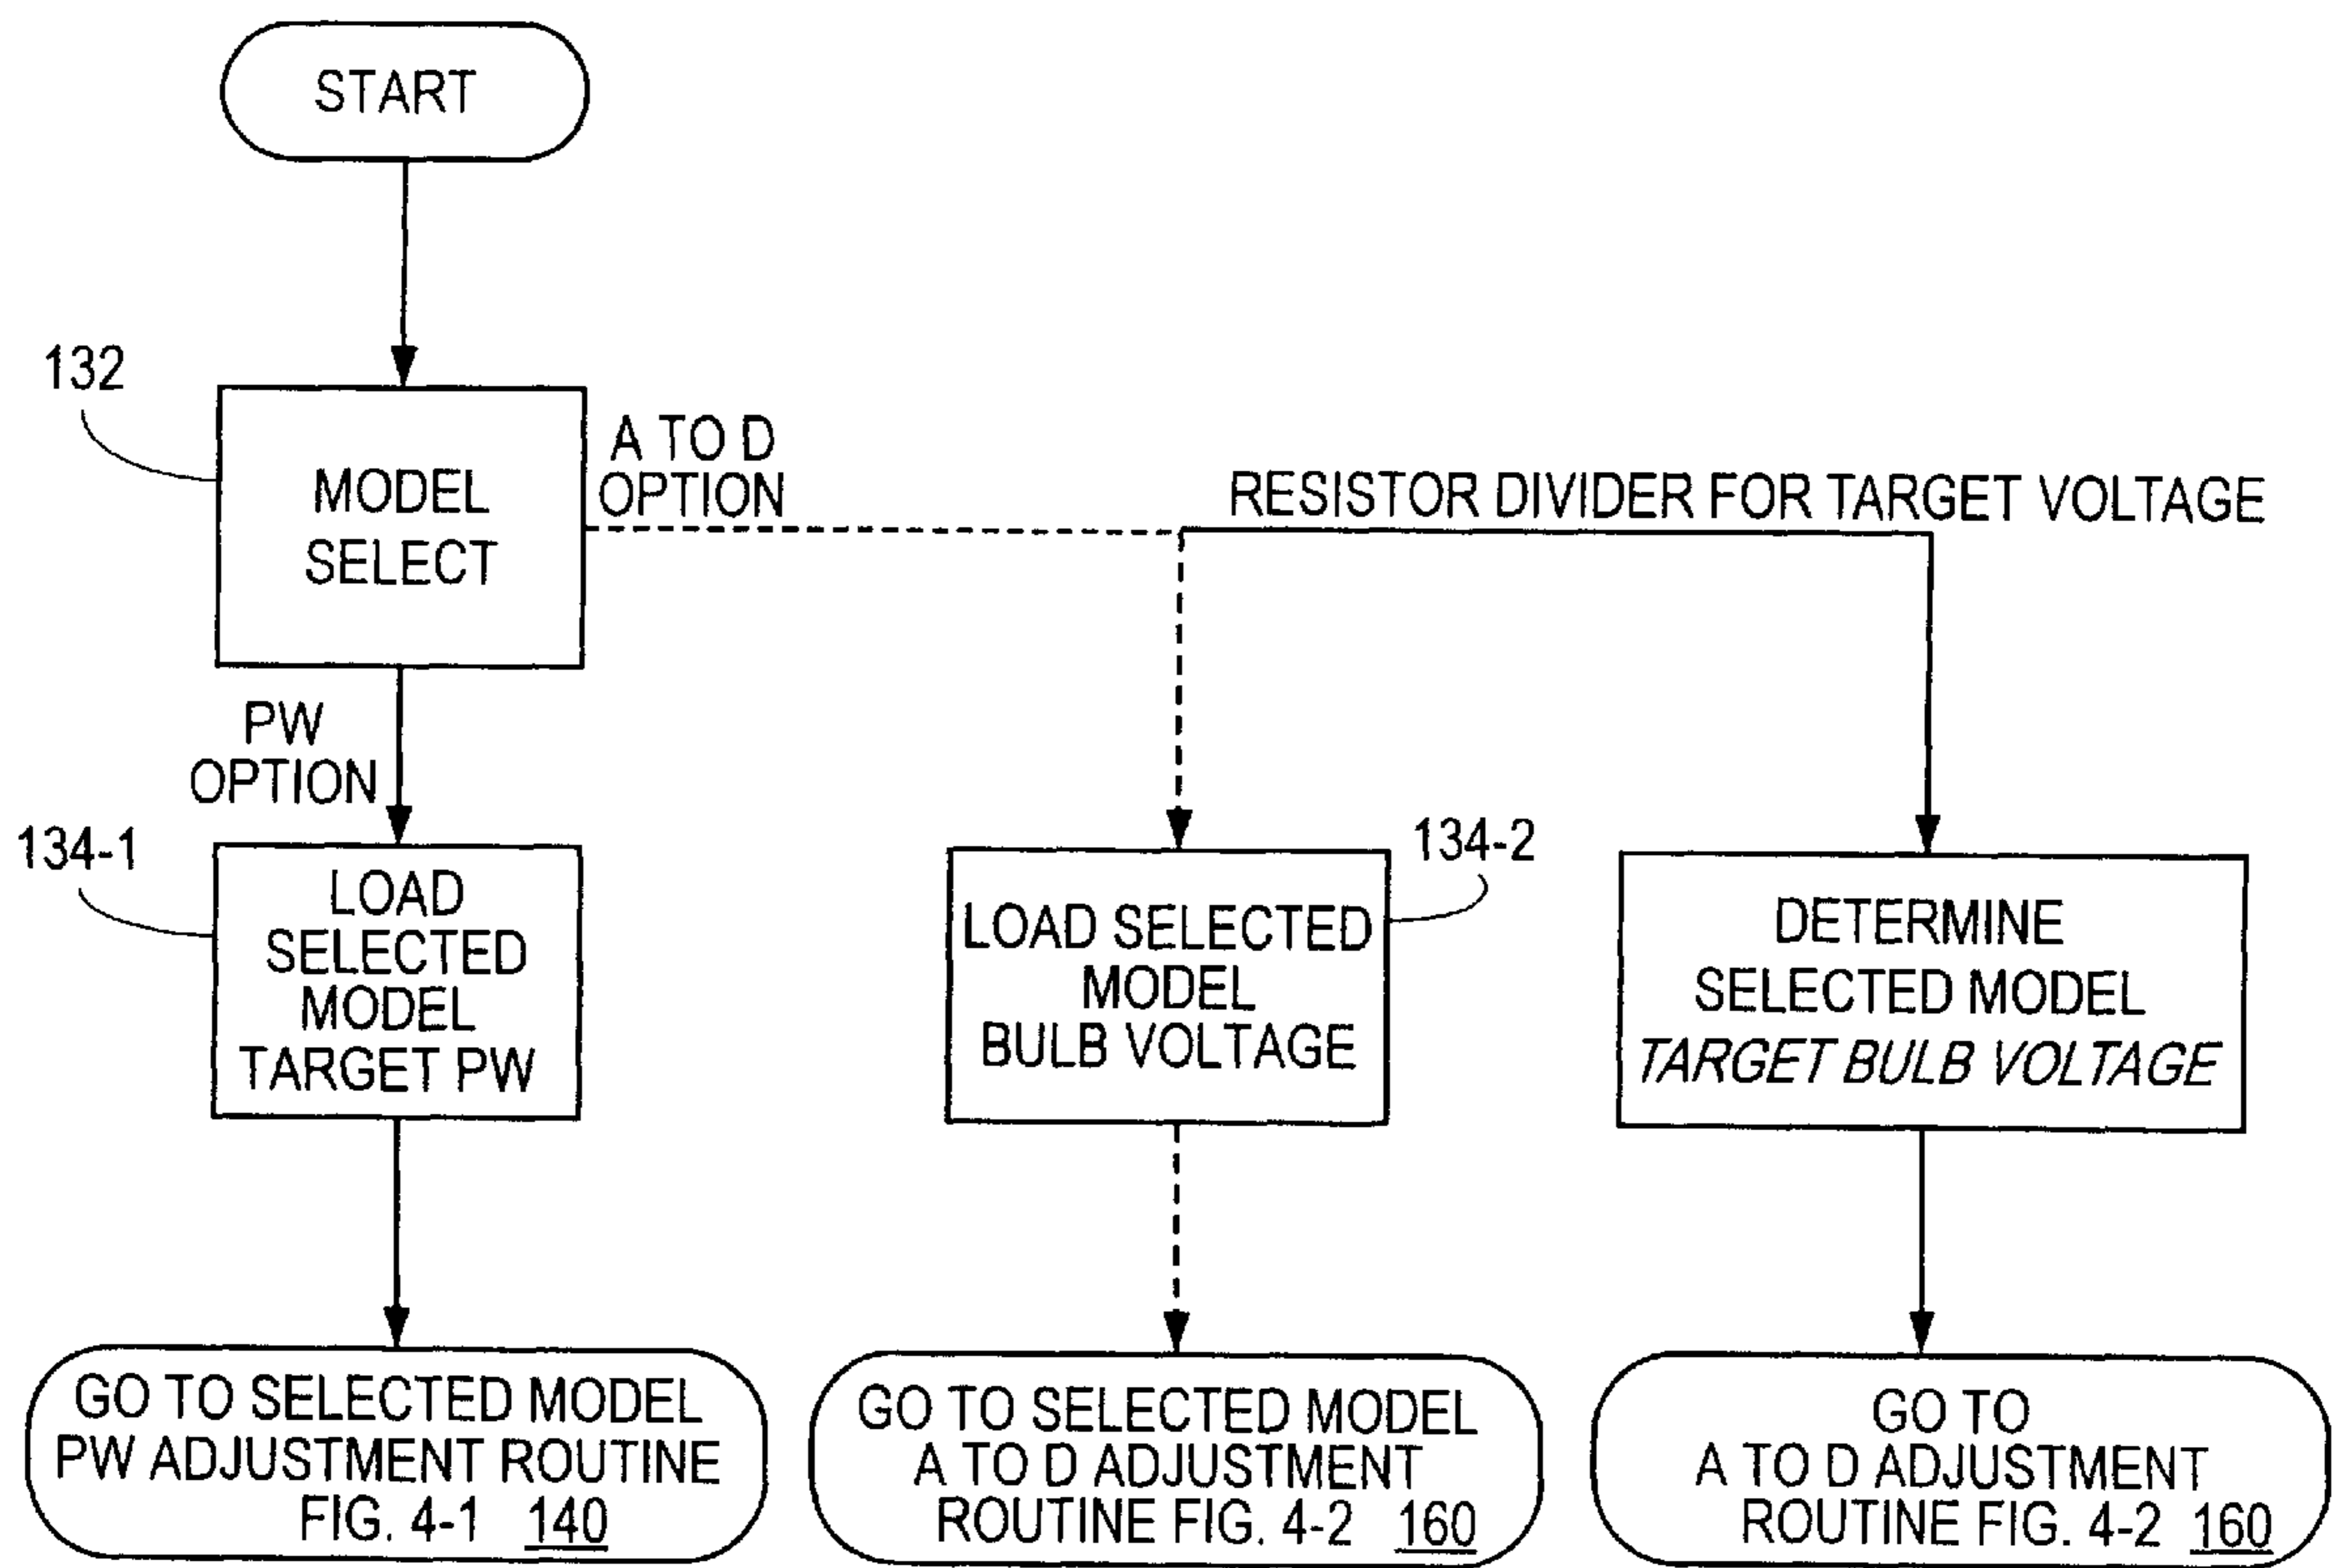 START
132
MODEL
SELECT
A TO D
OPTION
RESISTOR DIVIDER FOR TARGET VOLTAGE
PW
OPTION
134-1
LOAD
SELECTED
MODEL
TARGET PW
134-2
LOAD SELECTED
MODEL
BULB VOLTAGE
DETERMINE
SELECTED MODEL
TARGET BULB VOLTAGE
GO TO SELECTED MODEL
PW ADJUSTMENT ROUTINE
FIG. 4-1 140
GO TO SELECTED MODEL
A TO D ADJUSTMENT
ROUTINE FIG. 4-2 160
GO TO
A TO D ADJUSTMENT
ROUTINE FIG. 4-2 160